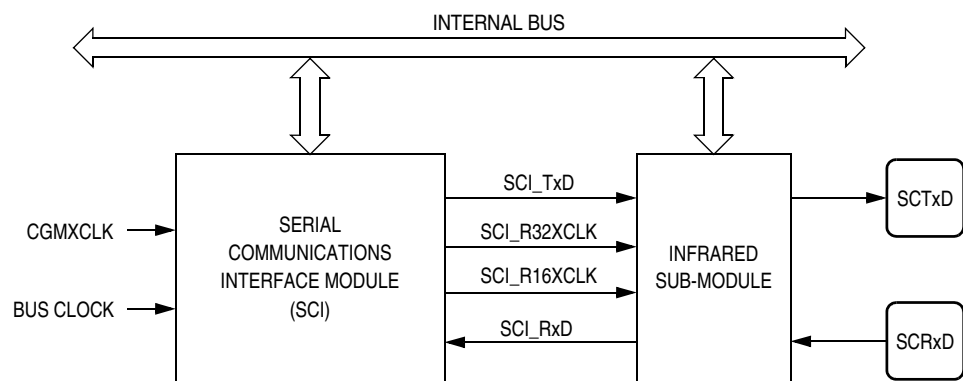 INTERNAL BUS
SCI_TxD
SCTxD
CGMXCLK
SERIAL
COMMUNICATIONS
INTERFACE MODULE
(SCI)
SCI_R32XCLK
INFRARED
SUB-MODULE
SCI_R16XCLK
BUS CLOCK
SCI_RxD
SCRxD